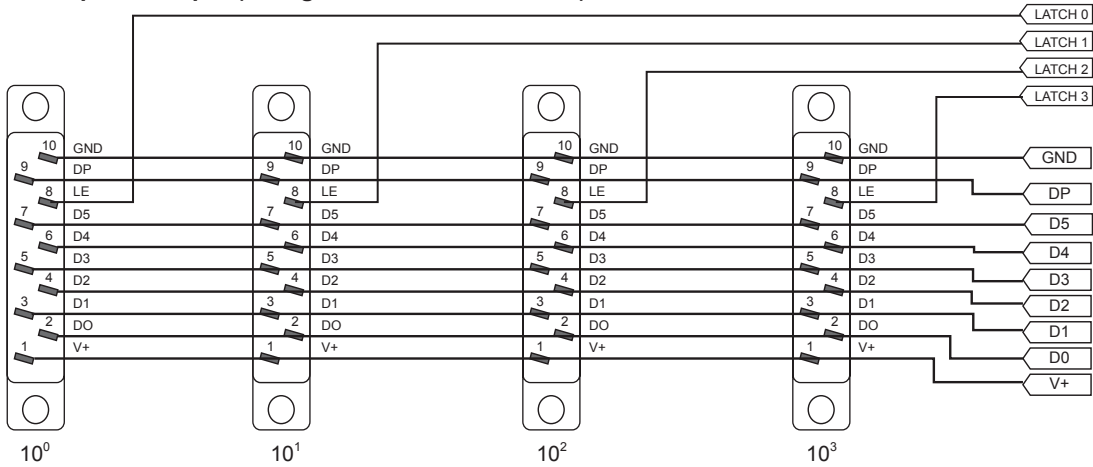 LATCH 0
LATCH 1
LATCH 2
LATCH 3
10 GND
9 DP
8 LE
7 D5
6 D4
5 D3
4 D2
3 D1
2 DO
1 V+
10⁰
10 GND
9 DP
8 LE
7 D5
6 D4
5 D3
4 D2
3 D1
2 DO
1 V+
10¹
10 GND
9 DP
8 LE
7 D5
6 D4
5 D3
4 D2
3 D1
2 DO
1 V+
10²
10 GND
9 DP
8 LE
7 D5
6 D4
5 D3
4 D2
3 D1
2 DO
1 V+
10³
GND
DP
D5
D4
D3
D2
D1
D0
V+